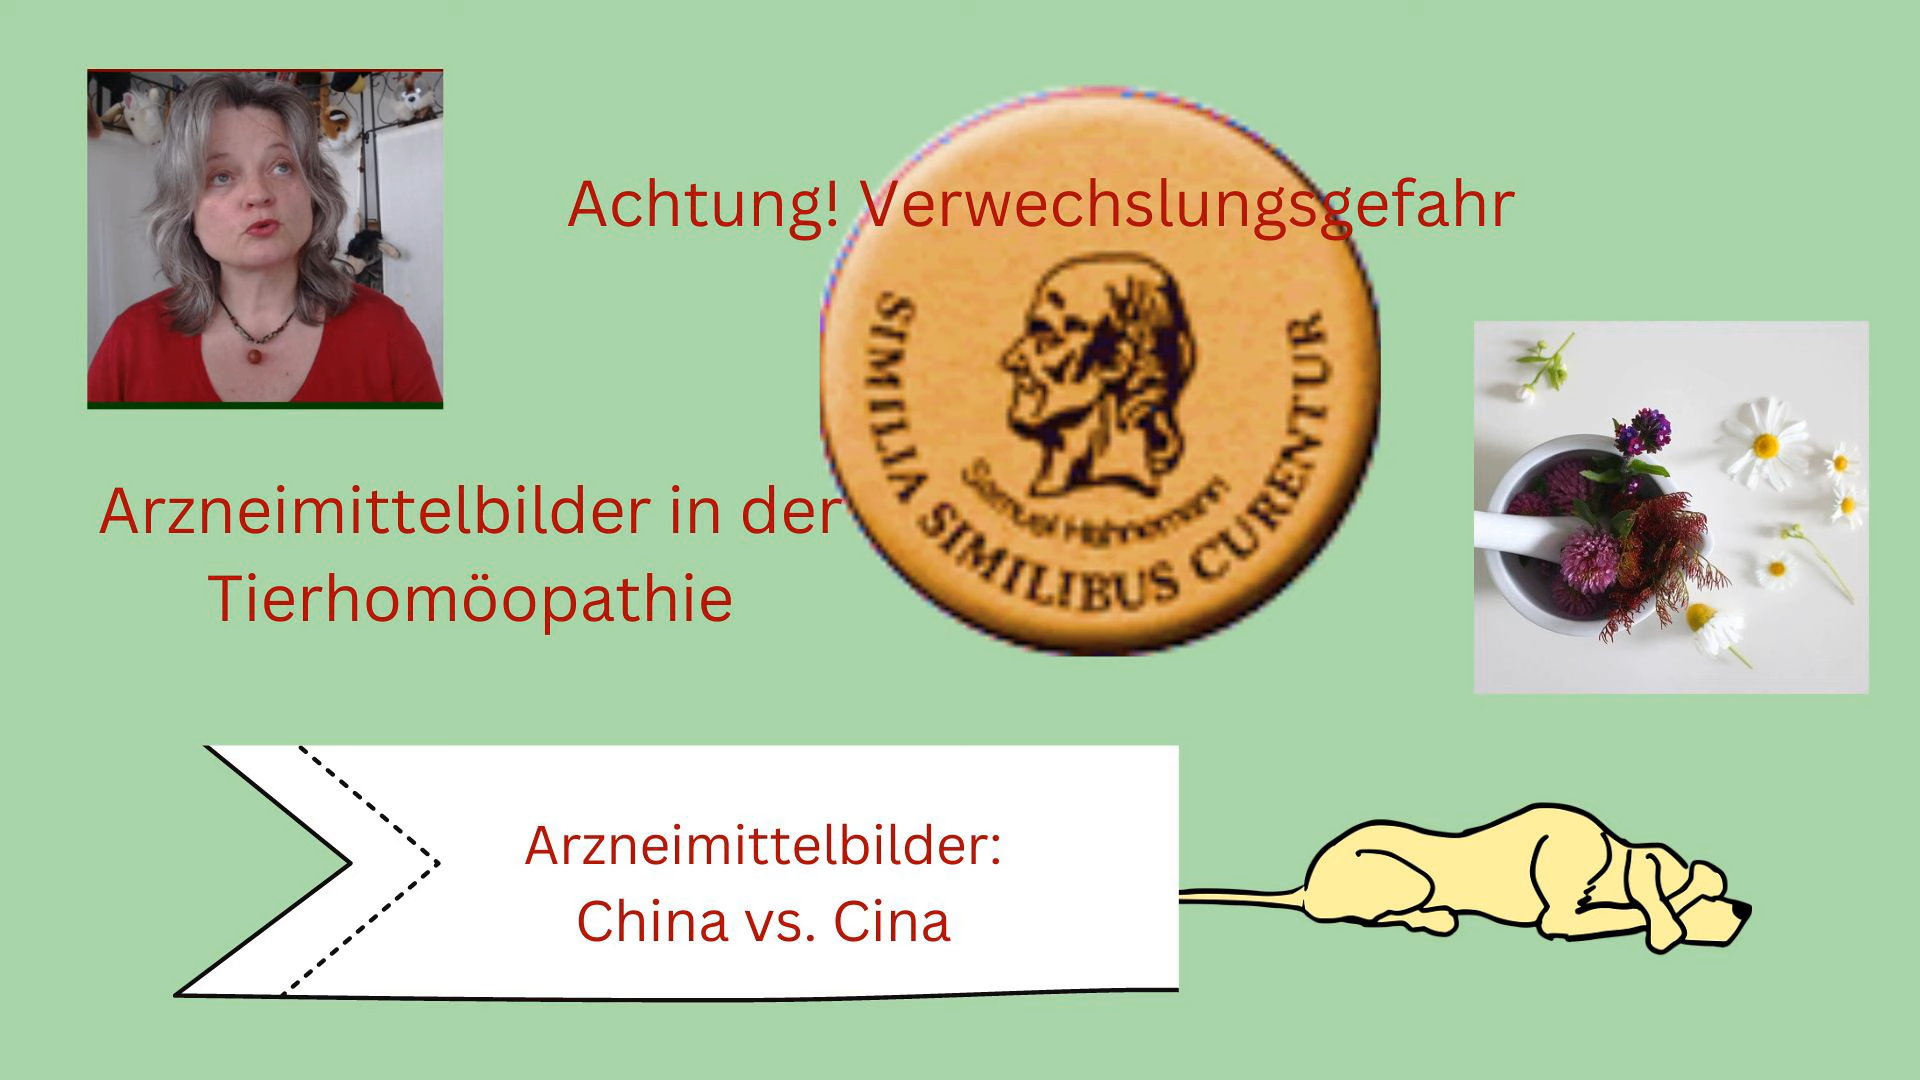 Achtung! Verwechslungsgefahr
SIMILIA SIMILIBUS CURENTUR
Samuel Hahnemann
Arzneimittelbilder in der
Tierhomöopathie
Arzneimittelbilder:
China vs. Cina